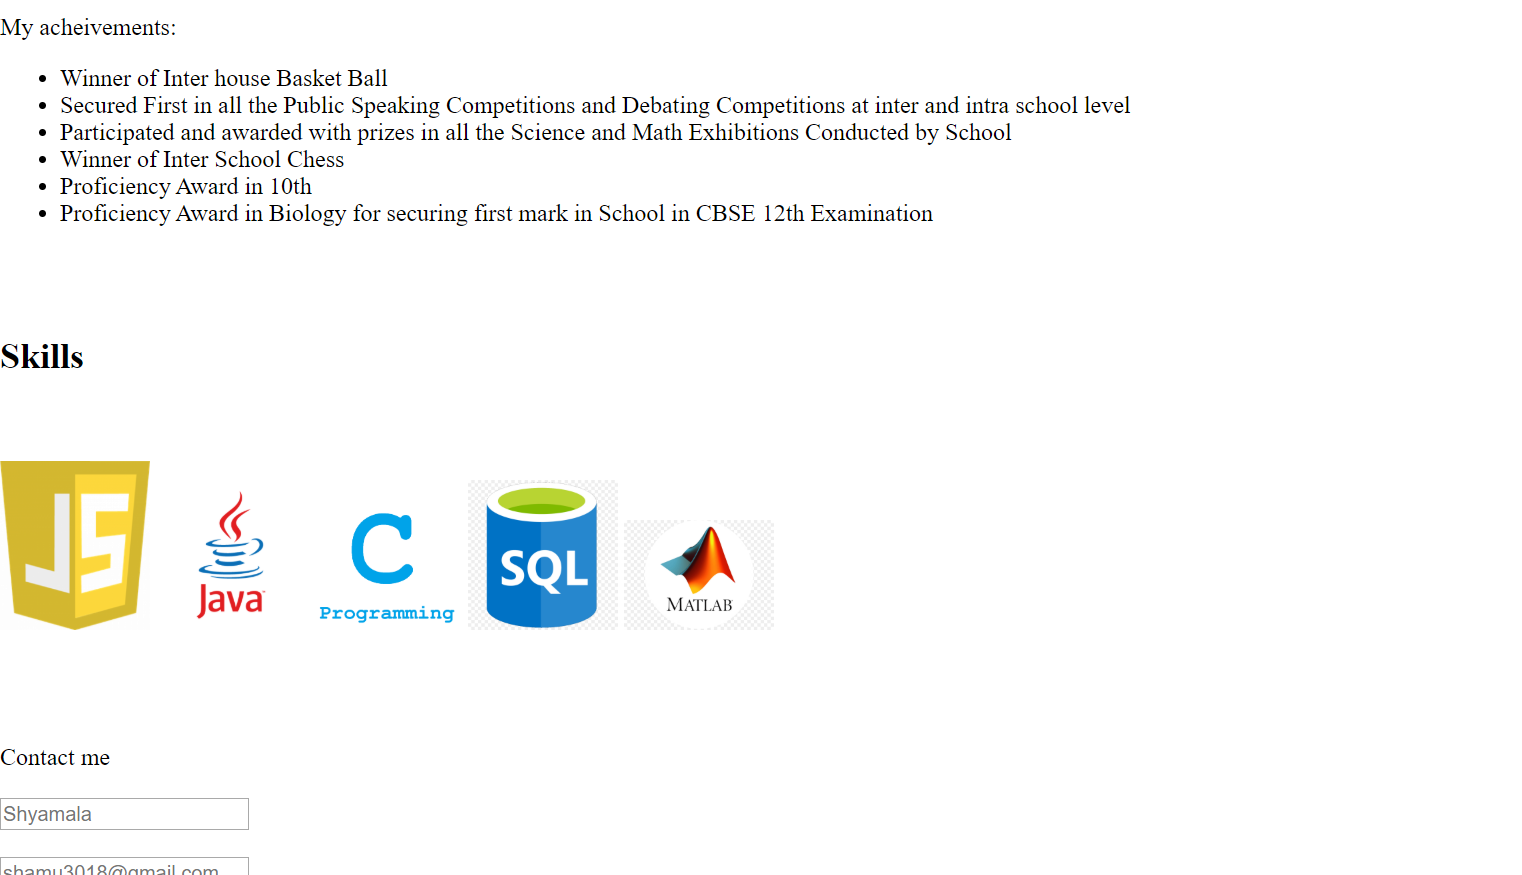 My acheivements:
Winner of Inter house Basket Ball
Secured First in all the Public Speaking Competitions and Debating Competitions at inter and intra school level
Participated and awarded with prizes in all the Science and Math Exhibitions Conducted by School
Winner of Inter School Chess
Proficiency Award in 10th
Proficiency Award in Biology for securing first mark in School in CBSE 12th Examination
Skills
JS
Java
C
Programming
SQL
MATLAB
Contact me
Shyamala
shamu3018@gmail.com